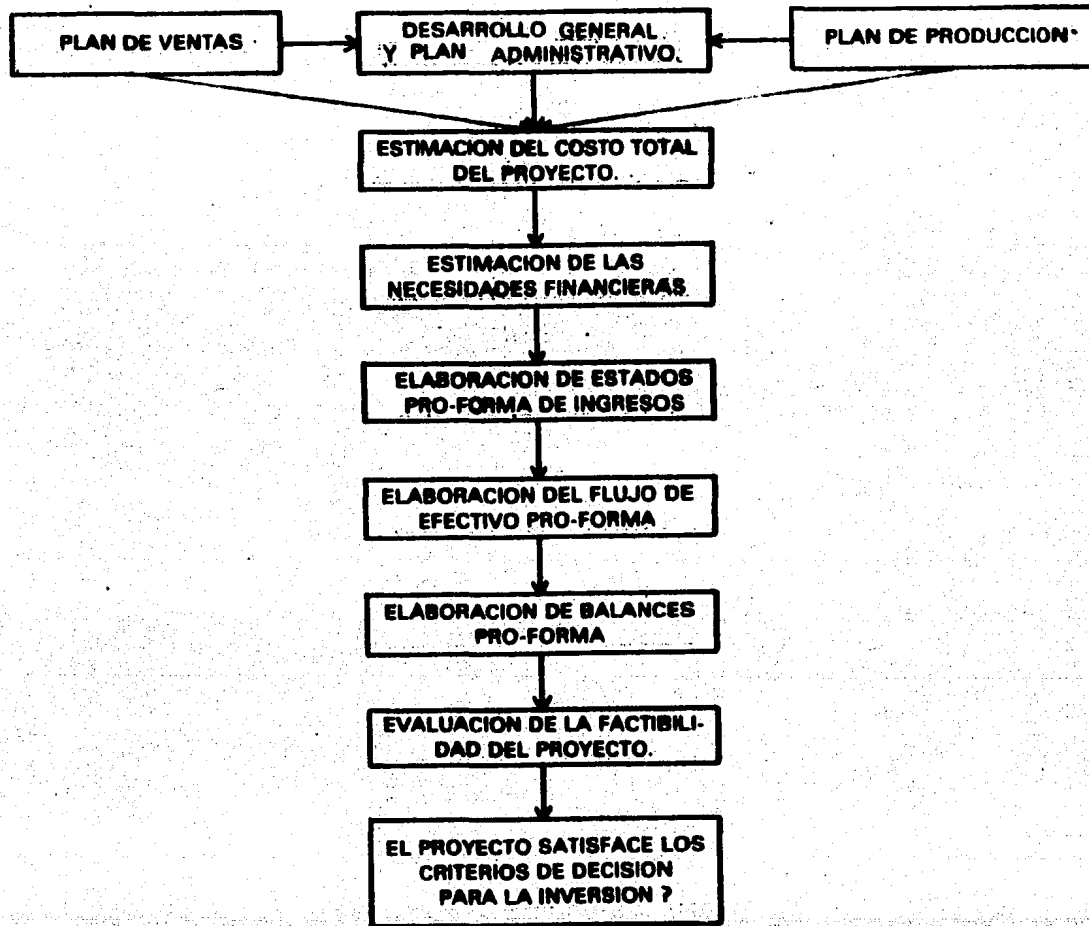 PLAN DE VENTAS
DESARROLLO GENERAL
Y PLAN ADMINISTRATIVO.
PLAN DE PRODUCCION
ESTIMACION DEL COSTO TOTAL
DEL PROYECTO.
ESTIMACION DE LAS
NECESIDADES FINANCIERAS
ELABORACION DE ESTADOS
PRO-FORMA DE INGRESOS
ELABORACION DEL FLUJO DE
EFECTIVO PRO-FORMA
ELABORACION DE BALANCES
PRO-FORMA
EVALUACION DE LA FACTIBILI-
DAD DEL PROYECTO.
EL PROYECTO SATISFACE LOS
CRITERIOS DE DECISION
PARA LA INVERSION ?